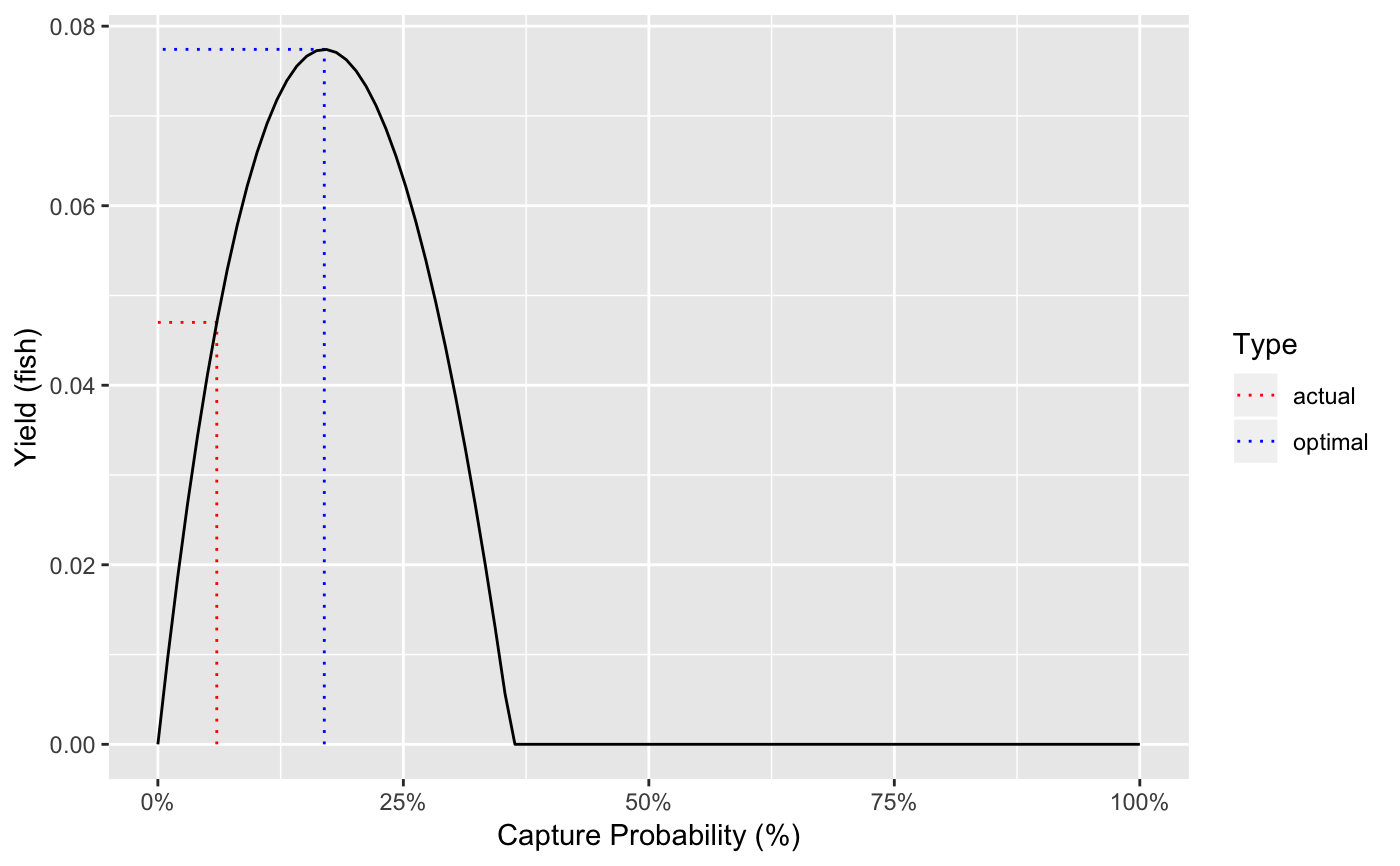 0.08
0.06
0.04
0.02
0.00
Yield (fish)
0%
25%
50%
75%
100%
Capture Probability (%)
Type
actual
optimal